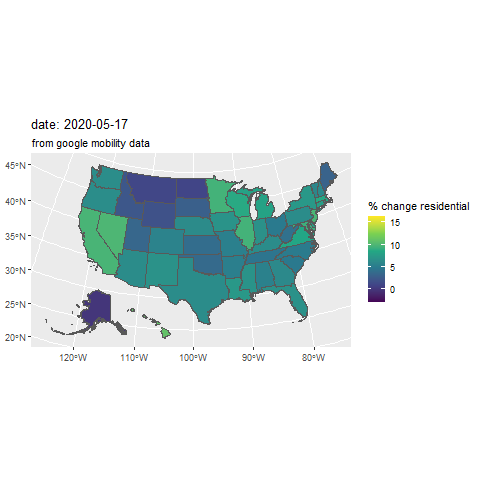 date: 2020-05-17
from google mobility data
45°N
40°N
35°N
30°N
25°N
20°N
120°W
110°W
100°W
90°W
80°W
% change residential
15
10
5
0